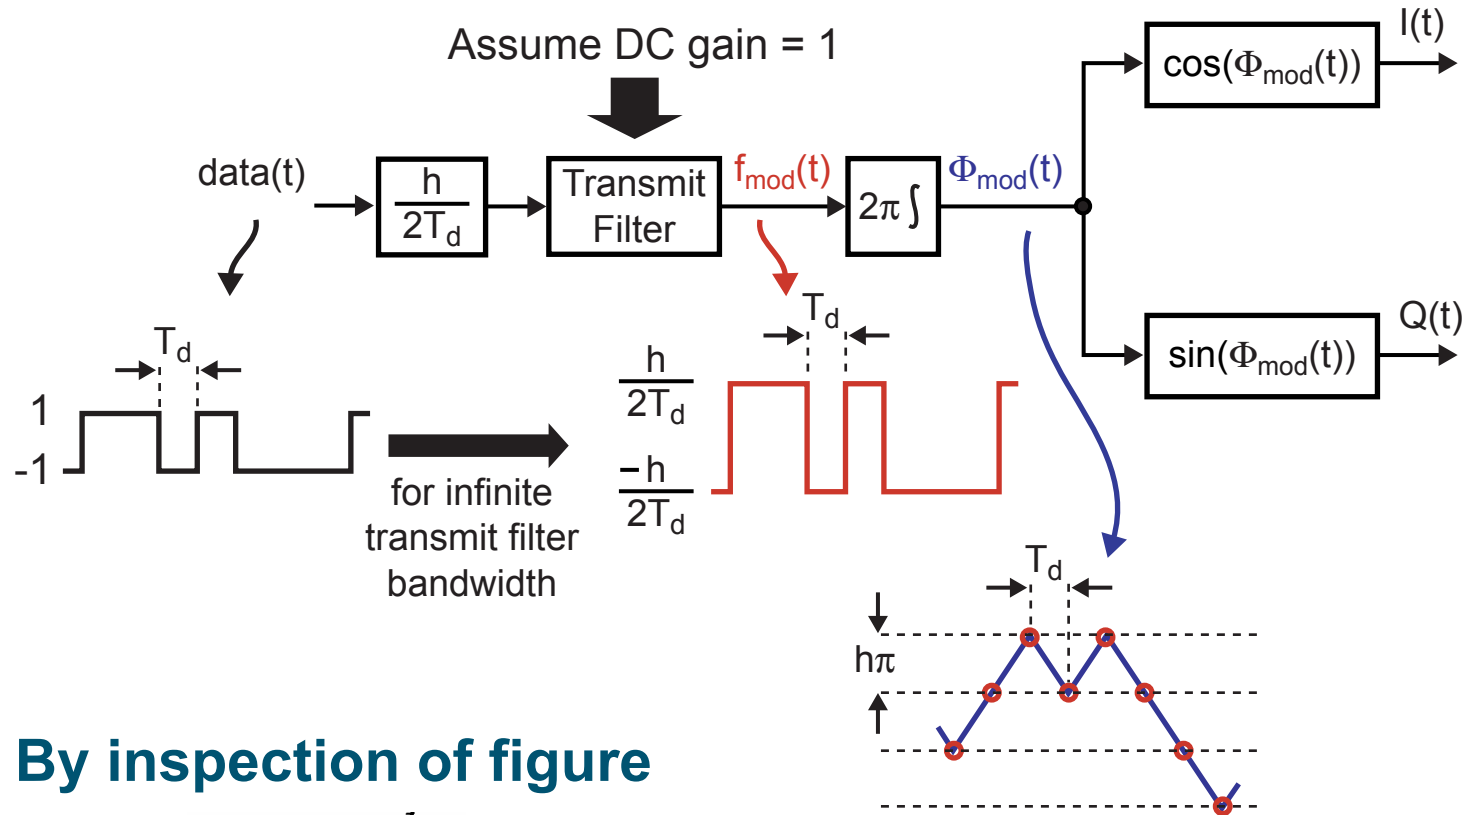 Assume DC gain = 1
data(t)
h
2T_d
Transmit
Filter
f_mod(t)
2π∫
Φ_mod(t)
cos(Φ_mod(t))
I(t)
sin(Φ_mod(t))
Q(t)
T_d
1
-1
for infinite
transmit filter
bandwidth
T_d
h
2T_d
−h
2T_d
T_d
hπ
By inspection of figure